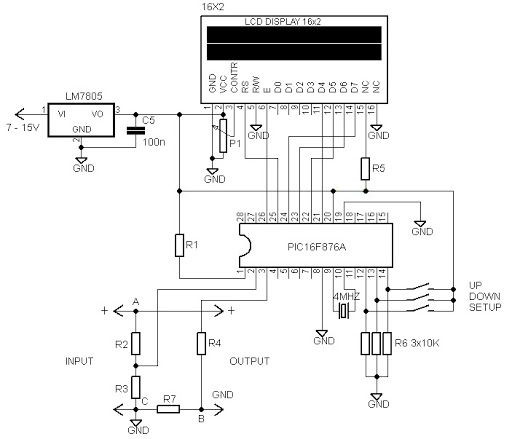 16X2
LCD DISPLAY 16x2
GND
VCC
CONTR
RS
R/W
E
D0
D1
D2
D3
D4
D5
D6
D7
NC
NC
1 2 3 4 5 6 7 8 9 10 11 12 13 14 15 16
LM7805
1 VI VO 3
GND
2
7 - 15V
GND
C5
100n
P1
GND
GND
GND
R5
R1
28 27 26 25 24 23 22 21 20 19 18 17 16 15
PIC16F876A
1 2 3 4 5 6 7 8 9 10 11 12 13 14
GND
4MHZ
GND
UP
DOWN
SETUP
R6 3x10K
GND
+ A +
R2
R4
INPUT
OUTPUT
R3
C
R7
GND
B
GND